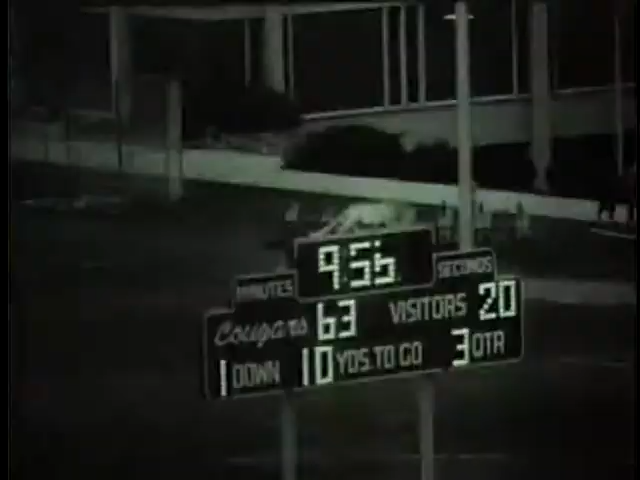 9:56
MINUTES SECONDS
Cougars 63 VISITORS 20
1 DOWN 10 YDS. TO GO 3 QTR